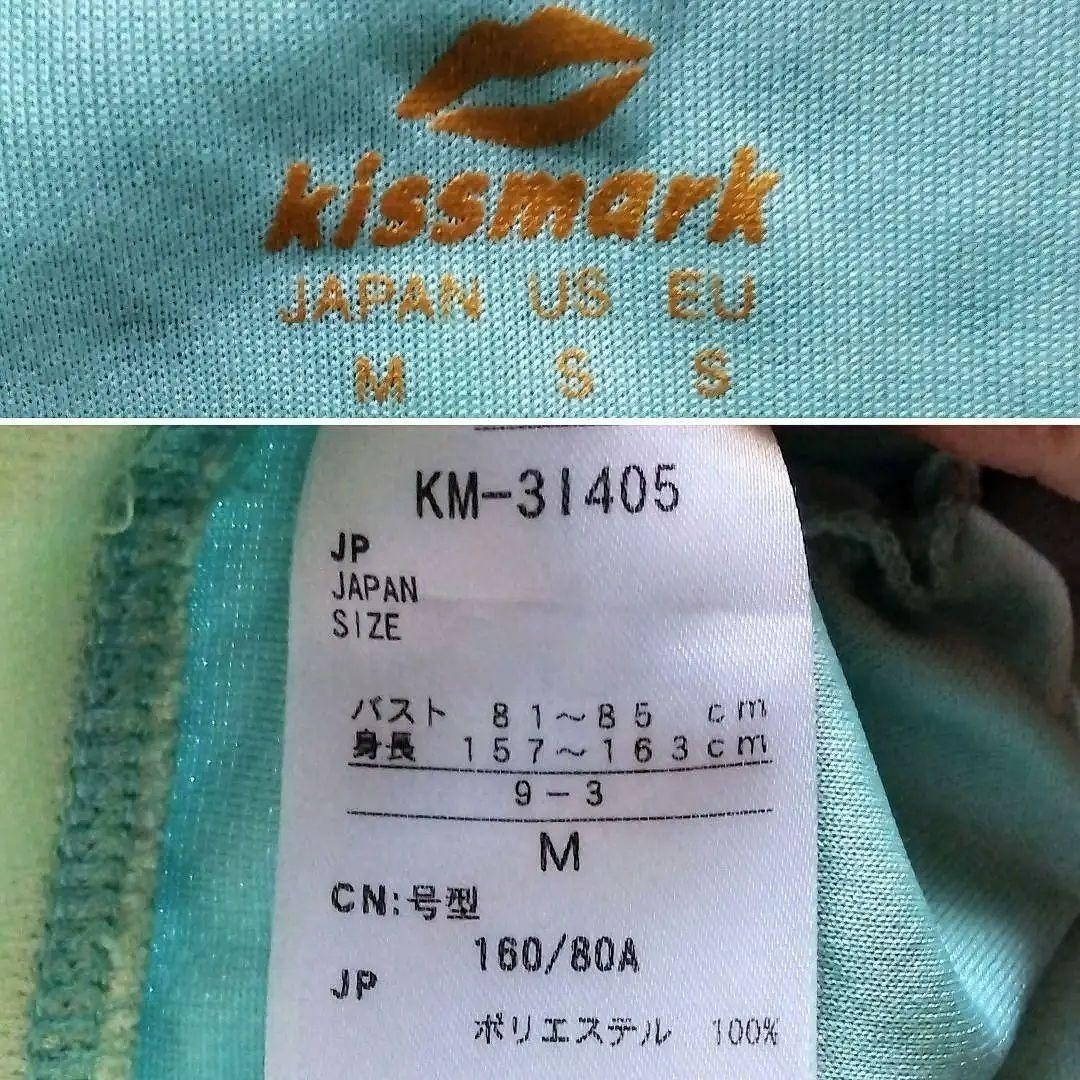 kissmark
JAPAN US EU
M S S
KM-31405
JP
JAPAN
SIZE
バスト 81~85 cm
身長 157~163cm
9-3
M
CN:号型
160/80A
JP
ポリエステル 100%